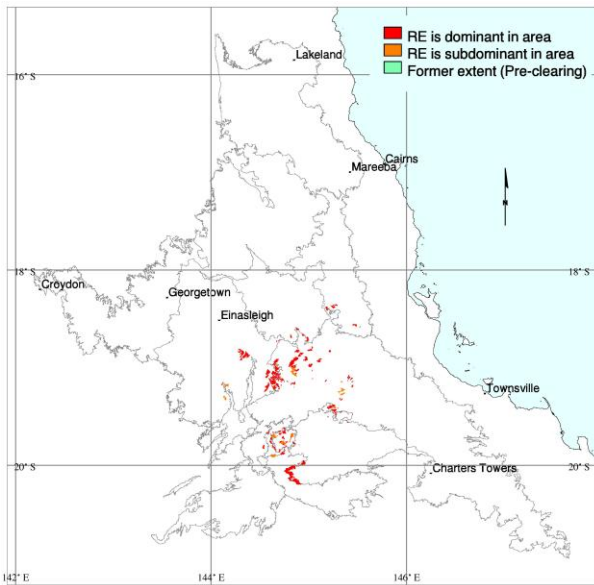 RE is dominant in area
RE is subdominant in area
Former extent (Pre-clearing)
Lakeland
16° S
Cairns
Mareeba
N
18° S
18° S
Croydon
Georgetown
Einasleigh
Townsville
20° S
Charters Towers
20° S
142° E
144° E
146° E